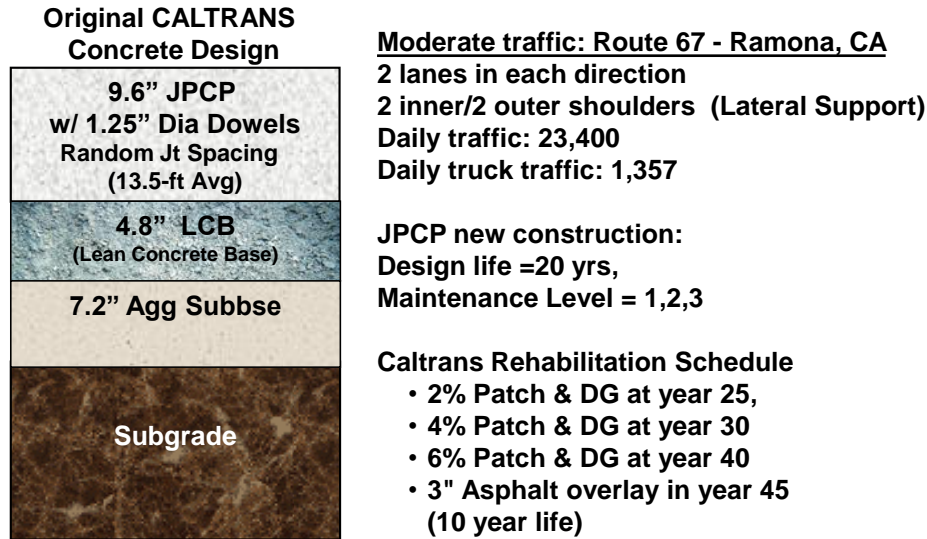 Original CALTRANS
Concrete Design
9.6” JPCP
w/ 1.25” Dia Dowels
Random Jt Spacing
(13.5-ft Avg)
4.8” LCB
(Lean Concrete Base)
7.2” Agg Subbse
Subgrade
Moderate traffic: Route 67 - Ramona, CA
2 lanes in each direction
2 inner/2 outer shoulders (Lateral Support)
Daily traffic: 23,400
Daily truck traffic: 1,357
JPCP new construction:
Design life =20 yrs,
Maintenance Level = 1,2,3
Caltrans Rehabilitation Schedule
• 2% Patch & DG at year 25,
• 4% Patch & DG at year 30
• 6% Patch & DG at year 40
• 3" Asphalt overlay in year 45
(10 year life)